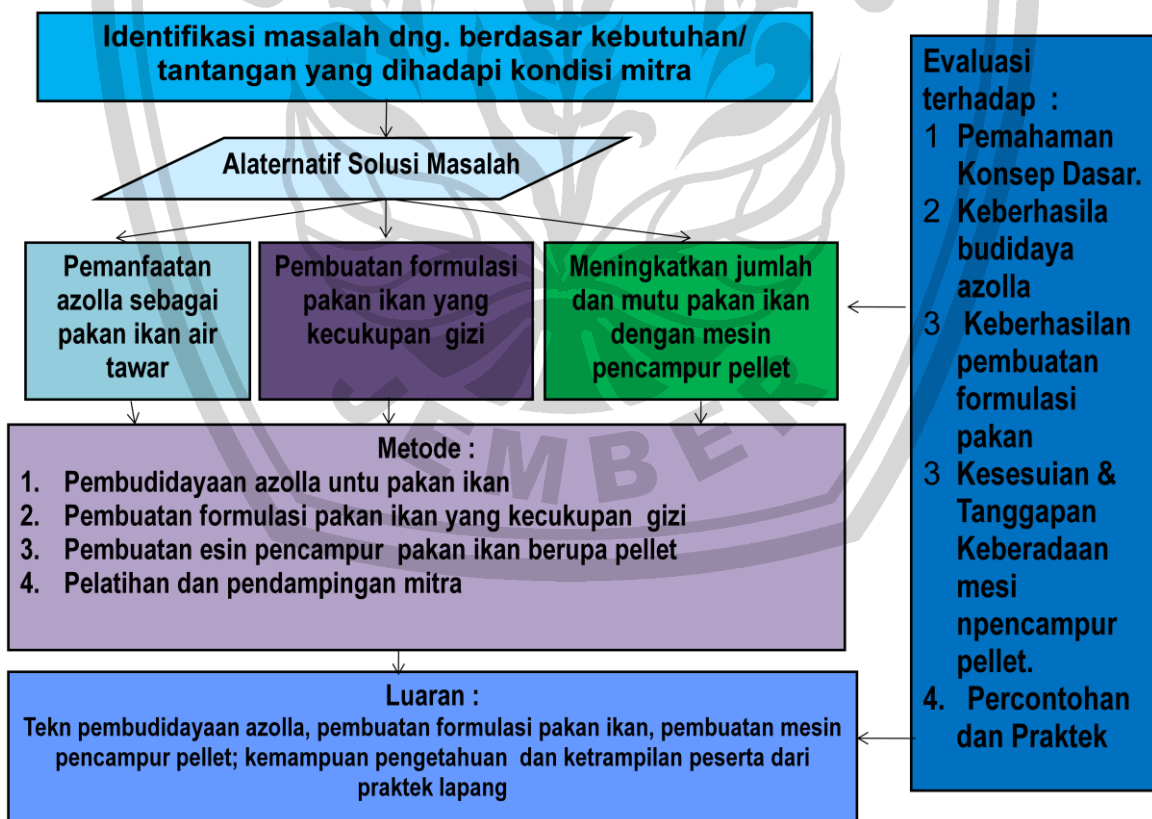 Identifikasi masalah dng. berdasar kebutuhan/
tantangan yang dihadapi kondisi mitra
Alaternatif Solusi Masalah
Pemanfaatan
azolla sebagai
pakan ikan air
tawar
Pembuatan formulasi
pakan ikan yang
kecukupan gizi
Meningkatkan jumlah
dan mutu pakan ikan
dengan mesin
pencampur pellet
Metode :
1. Pembudidayaan azolla untu pakan ikan
2. Pembuatan formulasi pakan ikan yang kecukupan gizi
3. Pembuatan esin pencampur pakan ikan berupa pellet
4. Pelatihan dan pendampingan mitra
Luaran :
Tekn pembudidayaan azolla, pembuatan formulasi pakan ikan, pembuatan mesin
pencampur pellet; kemampuan pengetahuan dan ketrampilan peserta dari
praktek lapang
Evaluasi
terhadap :
1 Pemahaman
Konsep Dasar.
2 Keberhasila
budidaya
azolla
3 Keberhasilan
pembuatan
formulasi
pakan
3 Kesesuian &
Tanggapan
Keberadaan
mesi
npencampur
pellet.
4. Percontohan
dan Praktek
EMBER